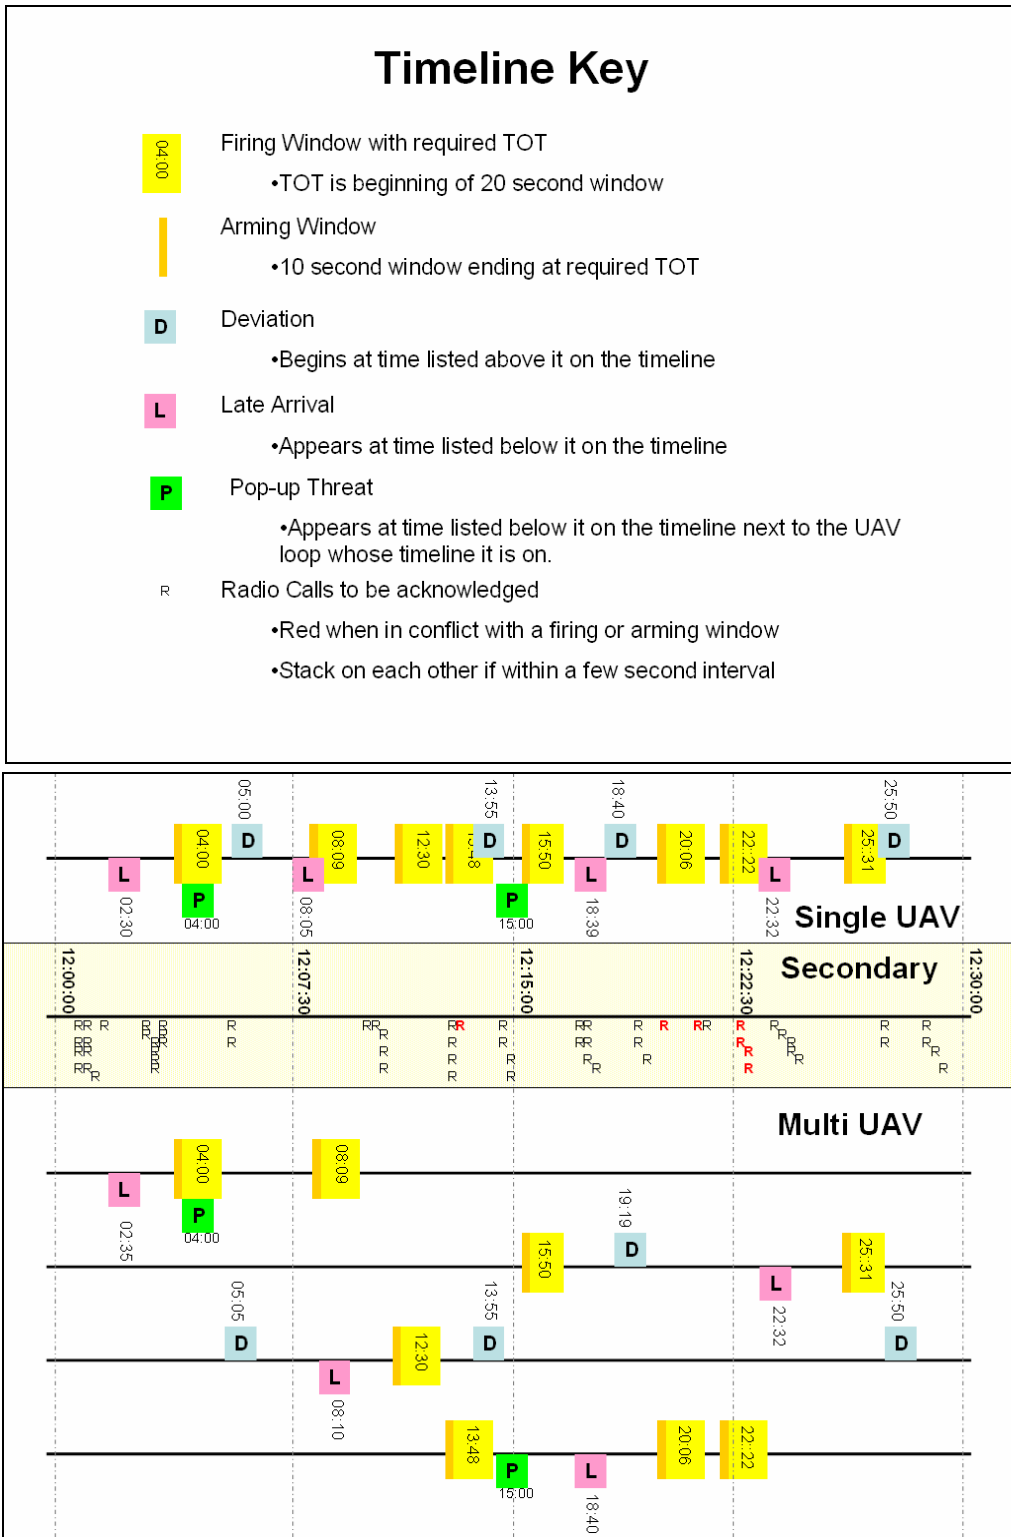 Timeline Key
04:00
Firing Window with required TOT
•TOT is beginning of 20 second window
Arming Window
•10 second window ending at required TOT
D
Deviation
•Begins at time listed above it on the timeline
L
Late Arrival
•Appears at time listed below it on the timeline
P
Pop-up Threat
•Appears at time listed below it on the timeline next to the UAV
loop whose timeline it is on.
R
Radio Calls to be acknowledged
•Red when in conflict with a firing or arming window
•Stack on each other if within a few second interval
05:00 13:55 18:40 25:50
04:00 D 08:09 12:30 D 15:50 D 20:06 22:22 25:31 D
L P L P L L
02:30 04:00 08:05 15:00 18:39 22:32
Single UAV
Secondary
12:00:00 12:07:30 12:15:00 12:22:30 12:30:00
R R R R R R R R R R R R R R R R R R R R
Multi UAV
04:00 08:09
L P
02:35 04:00
19:19
15:50 D 25:31
L
22:32
05:05 13:55 25:50
D 12:30 D D
L
08:10
13:48 20:06 22:22
P L
15:00 18:40